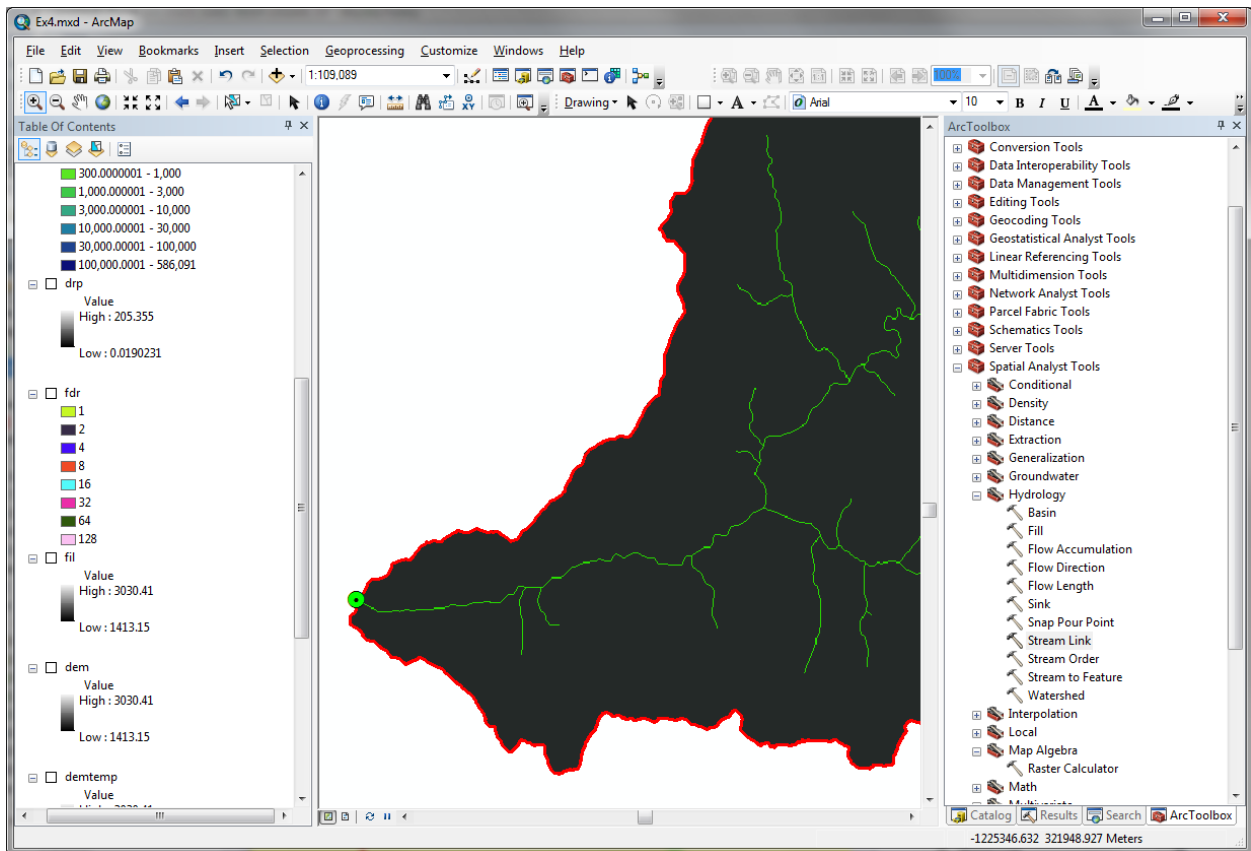 Ex4.mxd - ArcMap
File Edit View Bookmarks Insert Selection Geoprocessing Customize Windows Help
1:109,089 100%
Drawing A Arial 10 B I U A
Table Of Contents
300.0000001 - 1,000
1,000.000001 - 3,000
3,000.000001 - 10,000
10,000.00001 - 30,000
30,000.00001 - 100,000
100,000.0001 - 586,091
drp
Value
High : 205.355
Low : 0.0190231
fdr
1
2
4
8
16
32
64
128
fil
Value
High : 3030.41
Low : 1413.15
dem
Value
High : 3030.41
Low : 1413.15
demtemp
Value
ArcToolbox
Conversion Tools
Data Interoperability Tools
Data Management Tools
Editing Tools
Geocoding Tools
Geostatistical Analyst Tools
Linear Referencing Tools
Multidimension Tools
Network Analyst Tools
Parcel Fabric Tools
Schematics Tools
Server Tools
Spatial Analyst Tools
Conditional
Density
Distance
Extraction
Generalization
Groundwater
Hydrology
Basin
Fill
Flow Accumulation
Flow Direction
Flow Length
Sink
Snap Pour Point
Stream Link
Stream Order
Stream to Feature
Watershed
Interpolation
Local
Map Algebra
Raster Calculator
Math
Catalog Results Search ArcToolbox
-1225346.632 321948.927 Meters